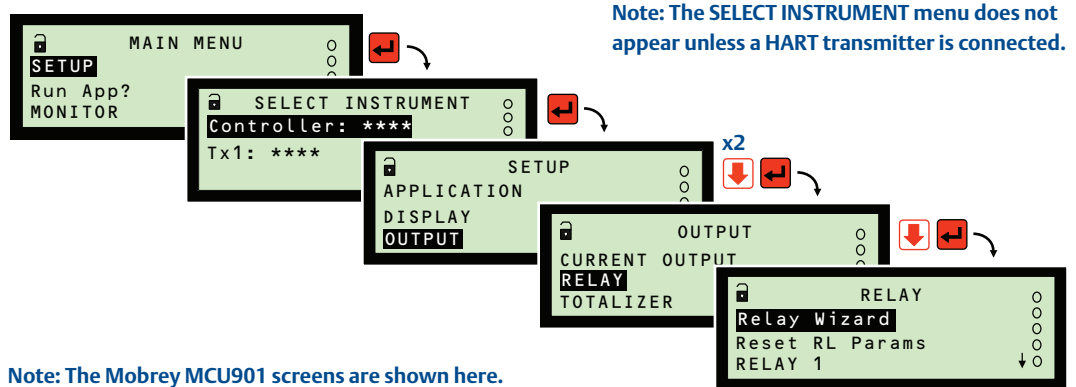 Note: The SELECT INSTRUMENT menu does not
appear unless a HART transmitter is connected.
MAIN MENU
SETUP
Run App?
MONITOR
SELECT INSTRUMENT
Controller: ****
Tx1: ****
SETUP
APPLICATION
DISPLAY
OUTPUT
x2
OUTPUT
CURRENT OUTPUT
RELAY
TOTALIZER
RELAY
Relay Wizard
Reset RL Params
RELAY 1
Note: The Mobrey MCU901 screens are shown here.